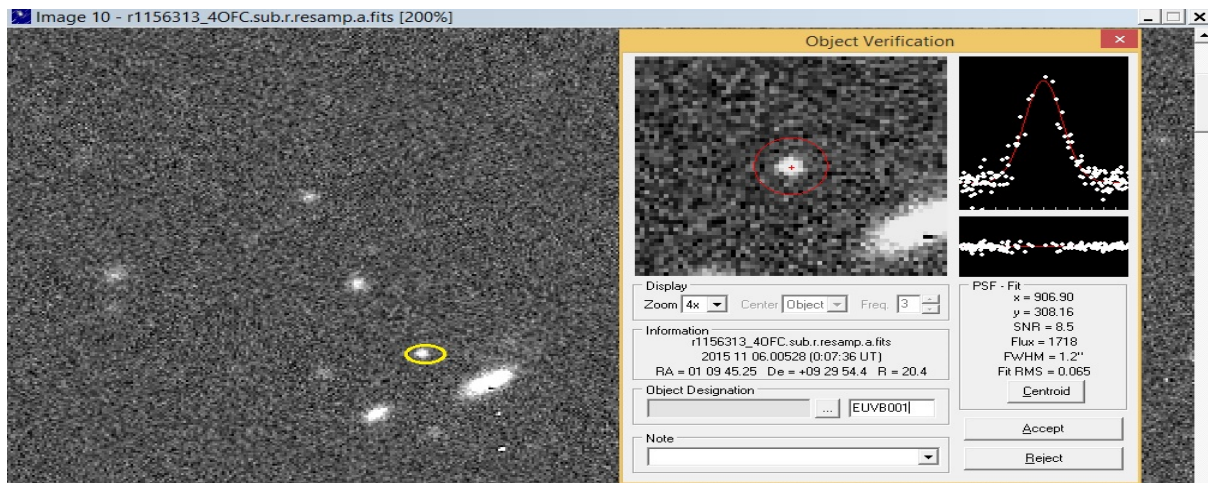 Image 10 - r1156313_4OFC.sub.r.resamp.a.fits [200%]
Object Verification
Display
Zoom 4x Center Object Freq. 3
Information
r1156313_4OFC.sub.r.resamp.a.fits
2015 11 06.00528 (0:07:36 UT)
RA = 01 09 45.25 De = +09 29 54.4 R = 20.4
Object Designation
... EUVB001
Note
PSF - Fit
x = 906.90
y = 308.16
SNR = 8.5
Flux = 1718
FWHM = 1.2"
Fit RMS = 0.065
Centroid
Accept
Reject